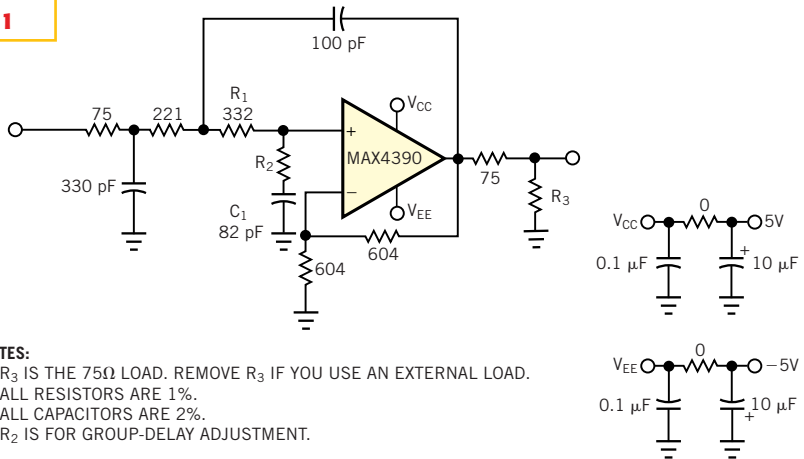 1
100 pF
R1
75
221
332
VCC
+
MAX4390
R2
−
75
330 pF
R3
C1
82 pF
VEE
604
604
VCC
0
5V
+
0.1 µF
10 µF
VEE
0
−5V
0.1 µF
10 µF
+
TES:
R3 IS THE 75Ω LOAD. REMOVE R3 IF YOU USE AN EXTERNAL LOAD.
ALL RESISTORS ARE 1%.
ALL CAPACITORS ARE 2%.
R2 IS FOR GROUP-DELAY ADJUSTMENT.